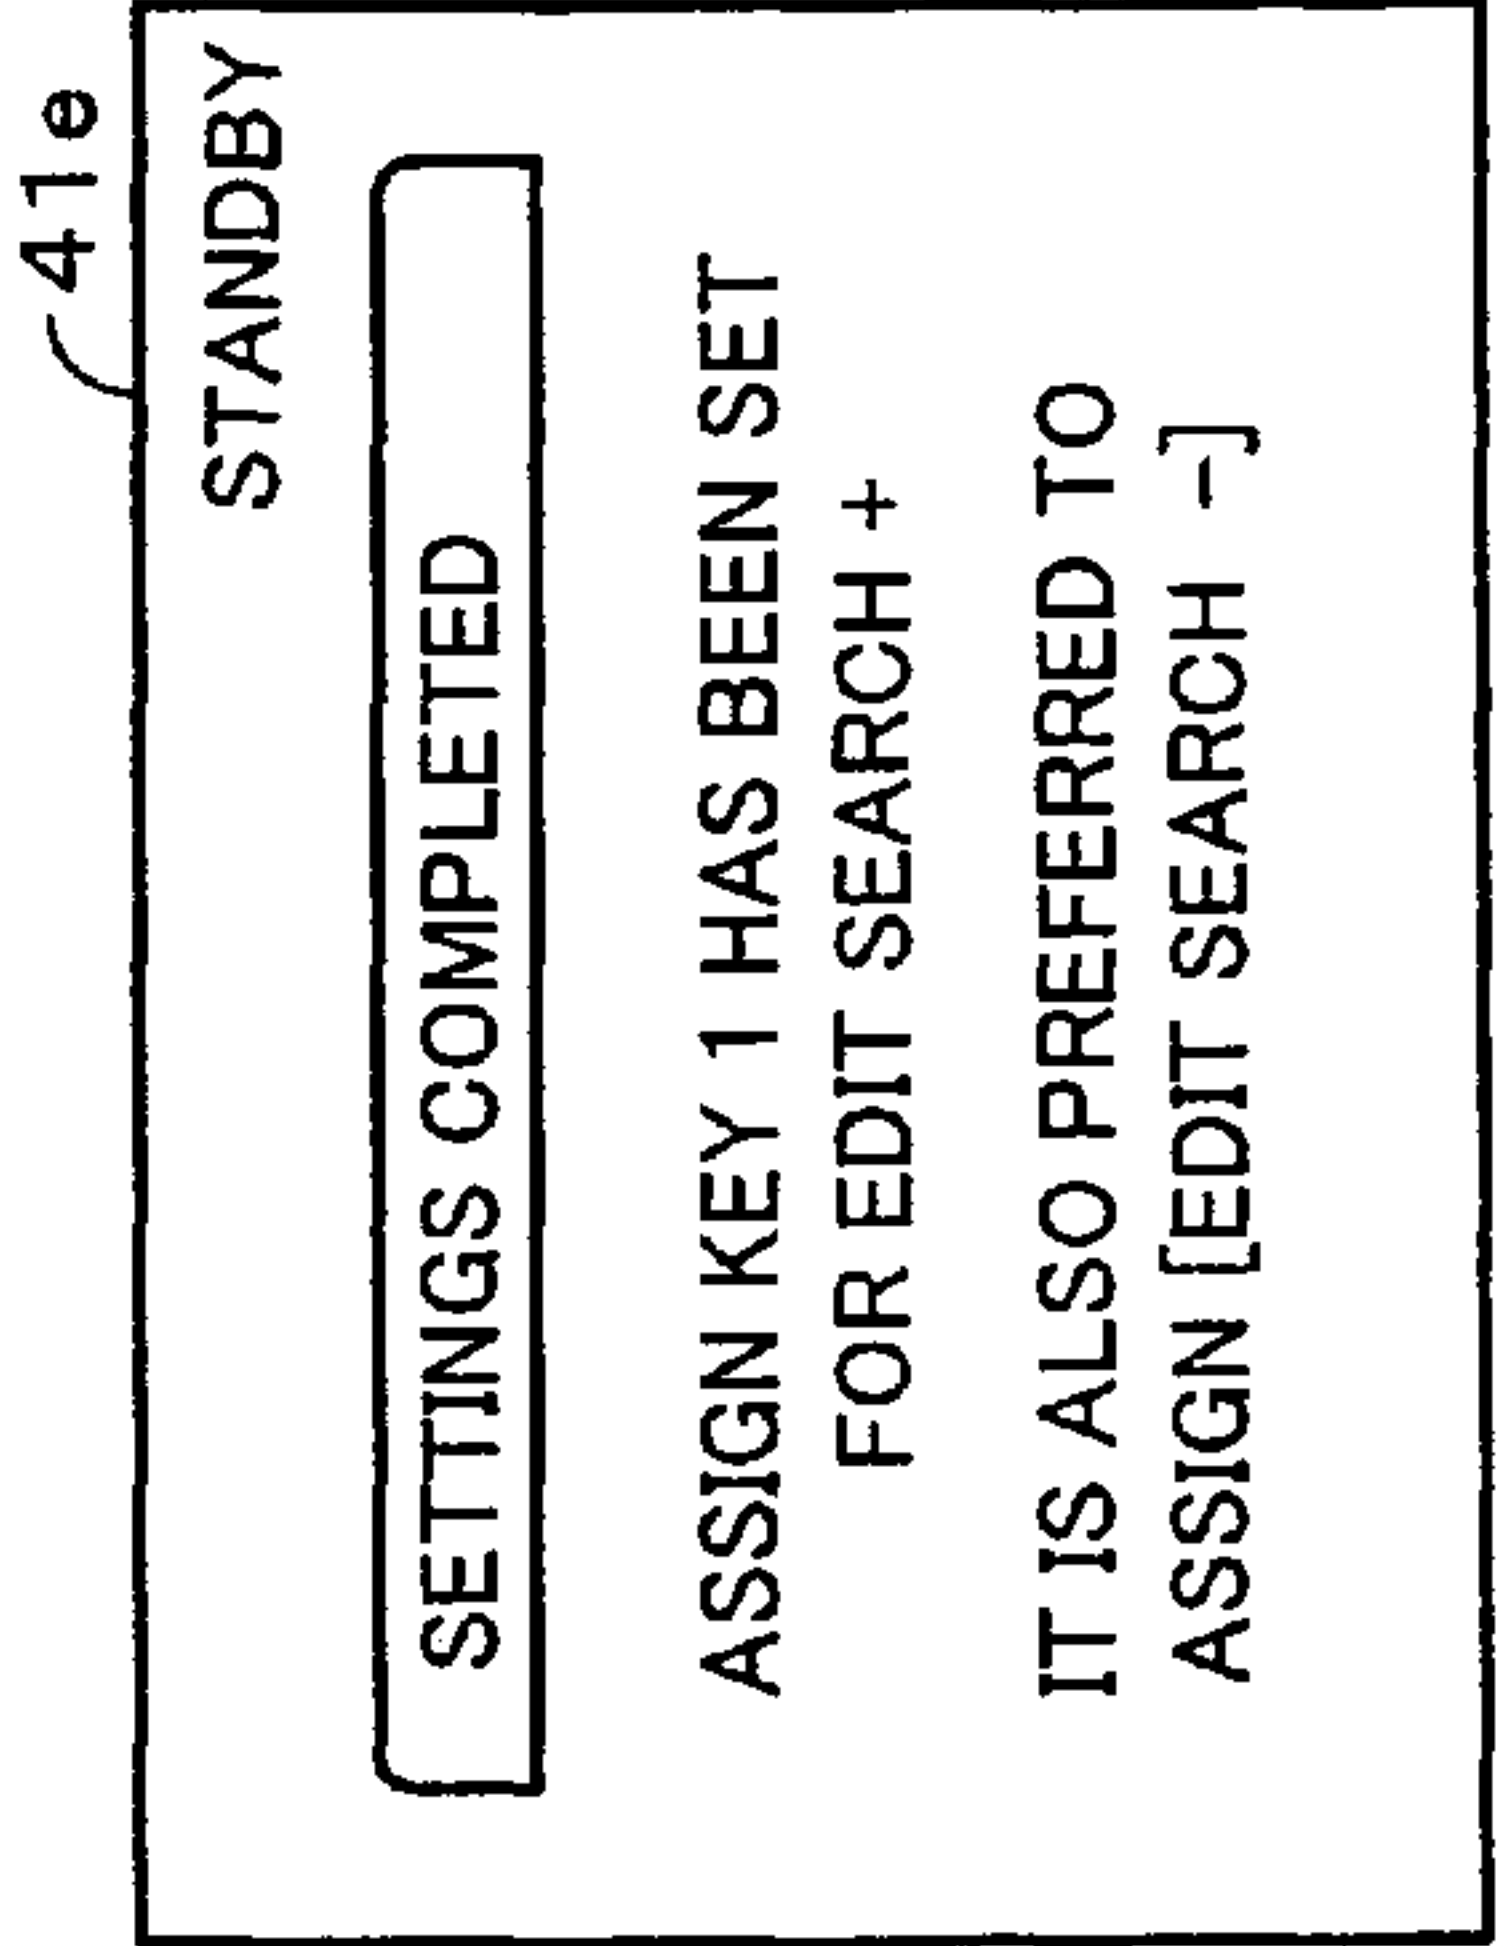 41e
STANDBY
SETTINGS COMPLETED
ASSIGN KEY 1 HAS BEEN SET
FOR EDIT SEARCH +
IT IS ALSO PREFERRED TO
ASSIGN [EDIT SEARCH -]